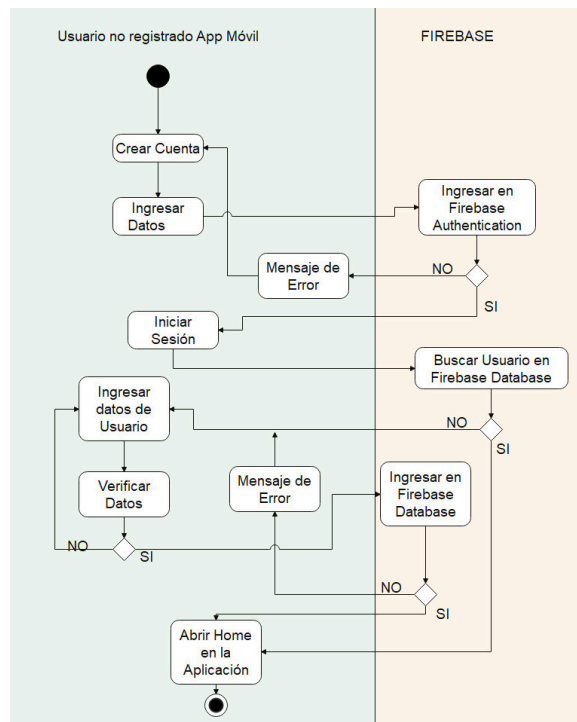 Usuario no registrado App Móvil
FIREBASE
Crear Cuenta
Ingresar
Datos
Ingresar en
Firebase
Authentication
NO
Mensaje de
Error
SI
Iniciar
Sesión
Buscar Usuario en
Firebase Database
NO
SI
Ingresar
datos de
Usuario
Verificar
Datos
NO
SI
Mensaje de
Error
Ingresar en
Firebase
Database
NO
SI
Abrir Home
en la
Aplicación